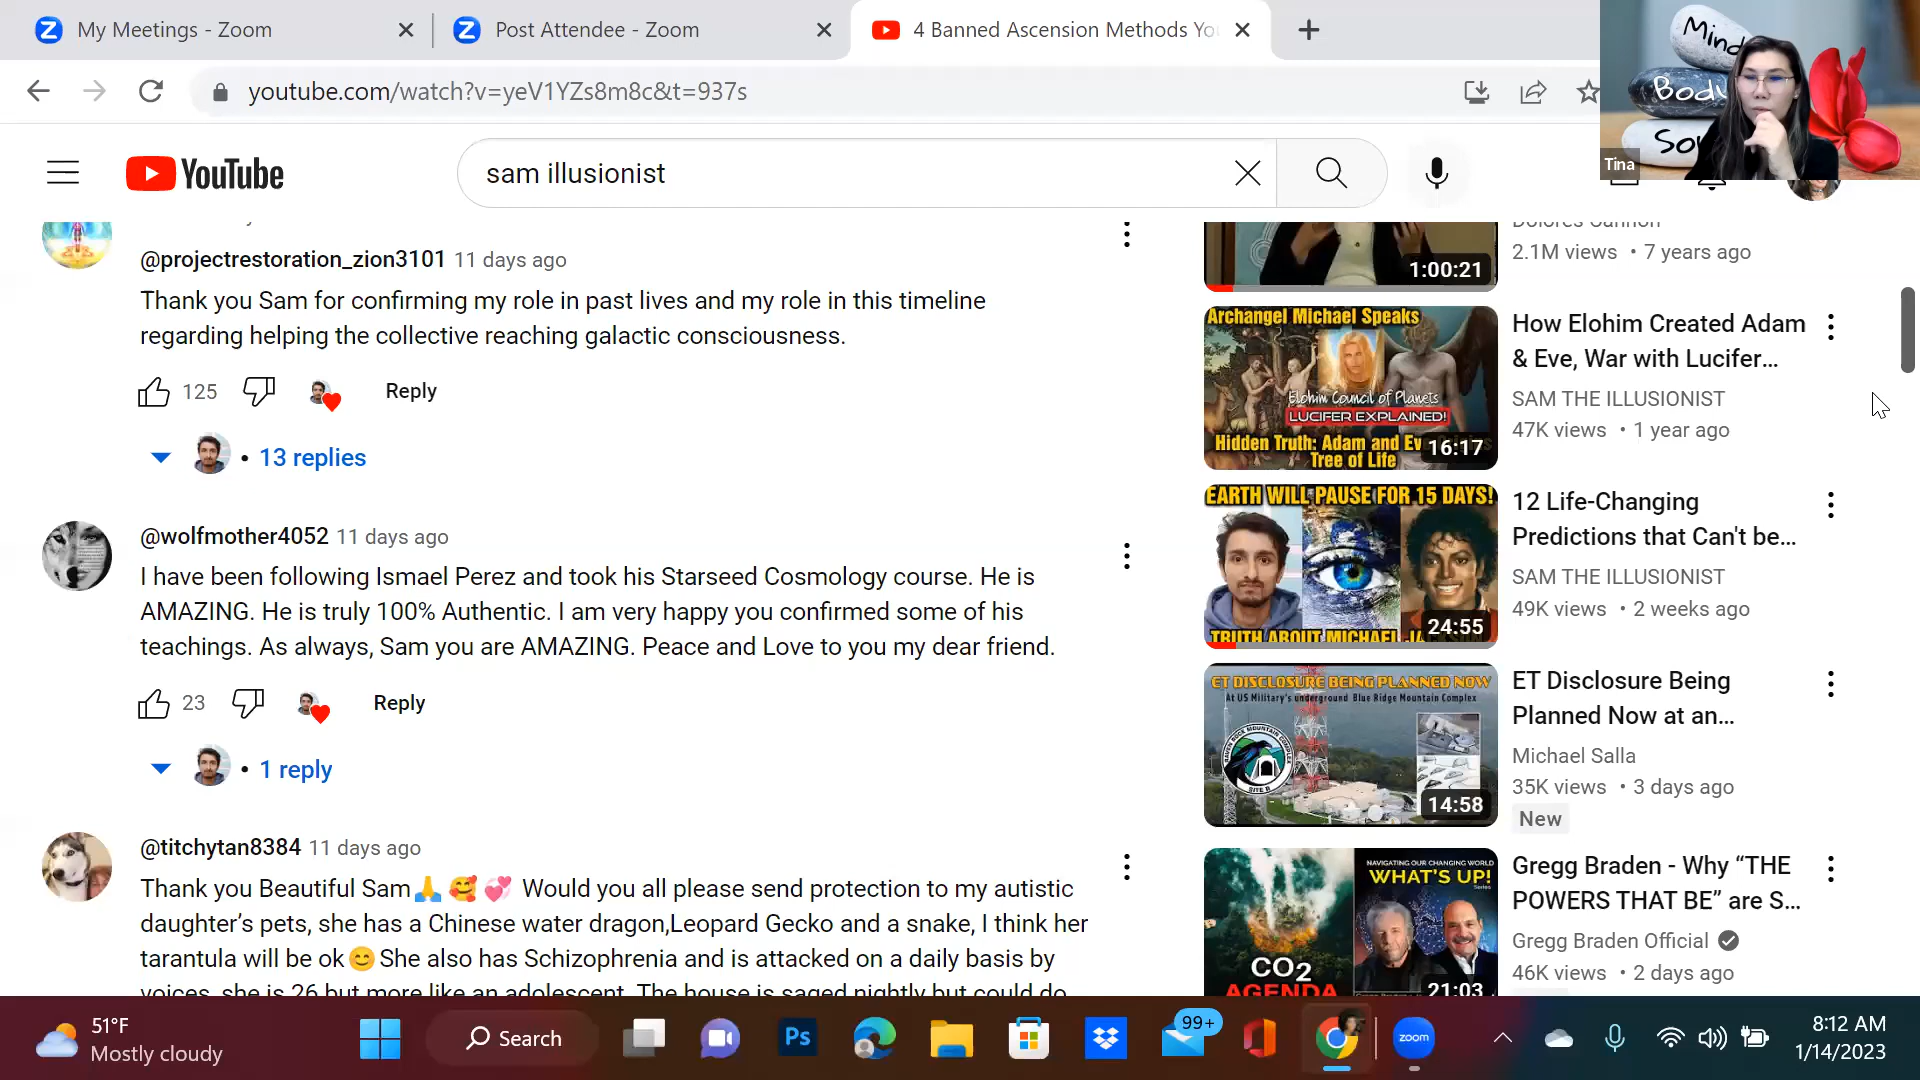 My Meetings - Zoom
Post Attendee - Zoom
4 Banned Ascension Methods Yo
youtube.com/watch?v=yeV1YZs8m8c&t=937s
Mind
Body
So
Tina
YouTube
sam illusionist
@projectrestoration_zion3101 11 days ago
Thank you Sam for confirming my role in past lives and my role in this timeline
regarding helping the collective reaching galactic consciousness.
125
Reply
13 replies
@wolfmother4052 11 days ago
I have been following Ismael Perez and took his Starseed Cosmology course. He is
AMAZING. He is truly 100% Authentic. I am very happy you confirmed some of his
teachings. As always, Sam you are AMAZING. Peace and Love to you my dear friend.
23
Reply
1 reply
@titchytan8384 11 days ago
Thank you Beautiful Sam🙏 🥰 💞 Would you all please send protection to my autistic
daughter’s pets, she has a Chinese water dragon,Leopard Gecko and a snake, I think her
tarantula will be ok😊 She also has Schizophrenia and is attacked on a daily basis by
voices, she is 26 but more like an adolescent. The house is saged nightly but could do
1:00:21
Dolores Cannon
2.1M views • 7 years ago
Archangel Michael Speaks
Elohim Council of Planets
LUCIFER EXPLAINED!
Hidden Truth: Adam and Ev
Tree of Life
16:17
How Elohim Created Adam
& Eve, War with Lucifer...
SAM THE ILLUSIONIST
47K views • 1 year ago
EARTH WILL PAUSE FOR 15 DAYS!
TRUTH ABOUT MICHAEL JACKSON
24:55
12 Life-Changing
Predictions that Can't be...
SAM THE ILLUSIONIST
49K views • 2 weeks ago
ET DISCLOSURE BEING PLANNED NOW
At US Military's underground Blue Ridge Mountain Complex
RAVEN ROCK MOUNTAIN COMPLEX
SITE R
14:58
ET Disclosure Being
Planned Now at an...
Michael Salla
35K views • 3 days ago
New
NAVIGATING OUR CHANGING WORLD
WHAT'S UP!
Series
CO2
AGENDA
21:03
Gregg Braden - Why “THE
POWERS THAT BE” are S...
Gregg Braden Official
46K views • 2 days ago
51°F
Mostly cloudy
Search
Ps
99+
zoom
8:12 AM
1/14/2023